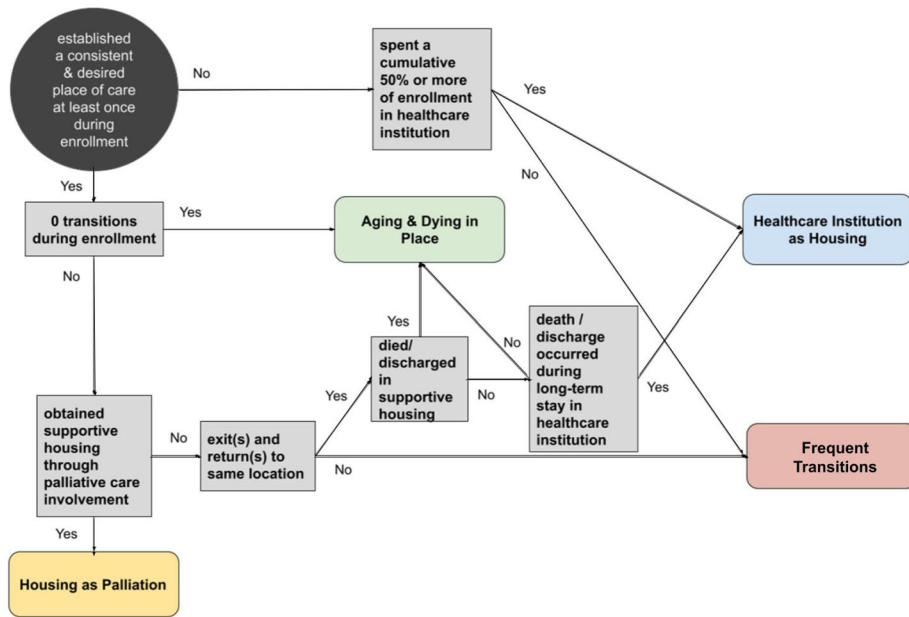 established
a consistent
& desired
place of care
at least once
during
enrollment
No
spent a
cumulative
50% or more
of enrollment
in healthcare
institution
Yes
No
Yes
0 transitions
during enrollment
Yes
Aging & Dying in
Place
Healthcare Institution
as Housing
No
Yes
died/
discharged
in
supportive
housing
No
No
death /
discharge
occurred
during
long-term
stay in
healthcare
institution
Yes
Yes
obtained
supportive
housing
through
palliative care
involvement
No
exit(s) and
return(s) to
same location
No
Frequent
Transitions
Yes
Housing as Palliation